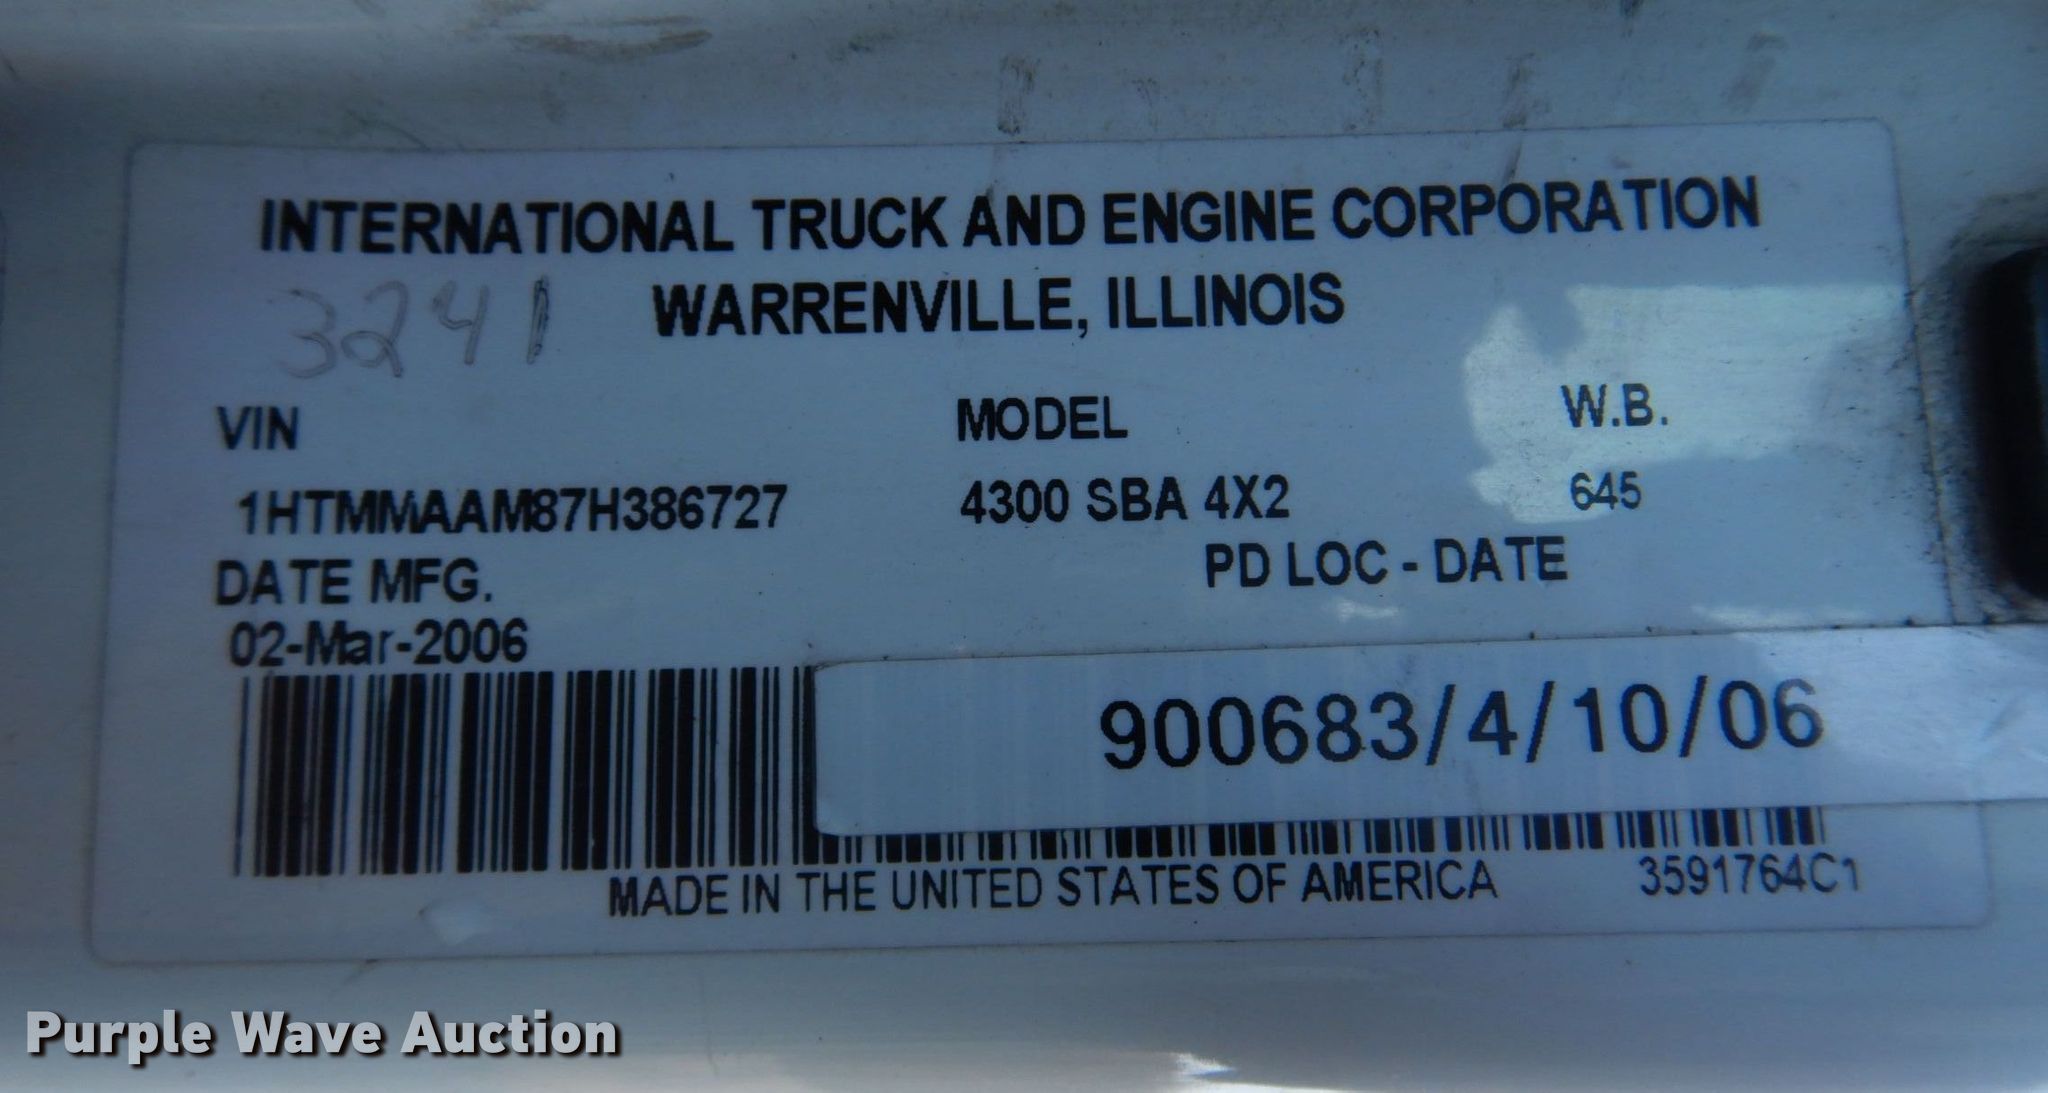 INTERNATIONAL TRUCK AND ENGINE CORPORATION
3241 WARRENVILLE, ILLINOIS
VIN MODEL W.B.
1HTMMAAM87H386727 4300 SBA 4X2 645
DATE MFG. PD LOC - DATE
02-Mar-2006
900683/4/10/06
MADE IN THE UNITED STATES OF AMERICA 3591764C1
Purple Wave Auction